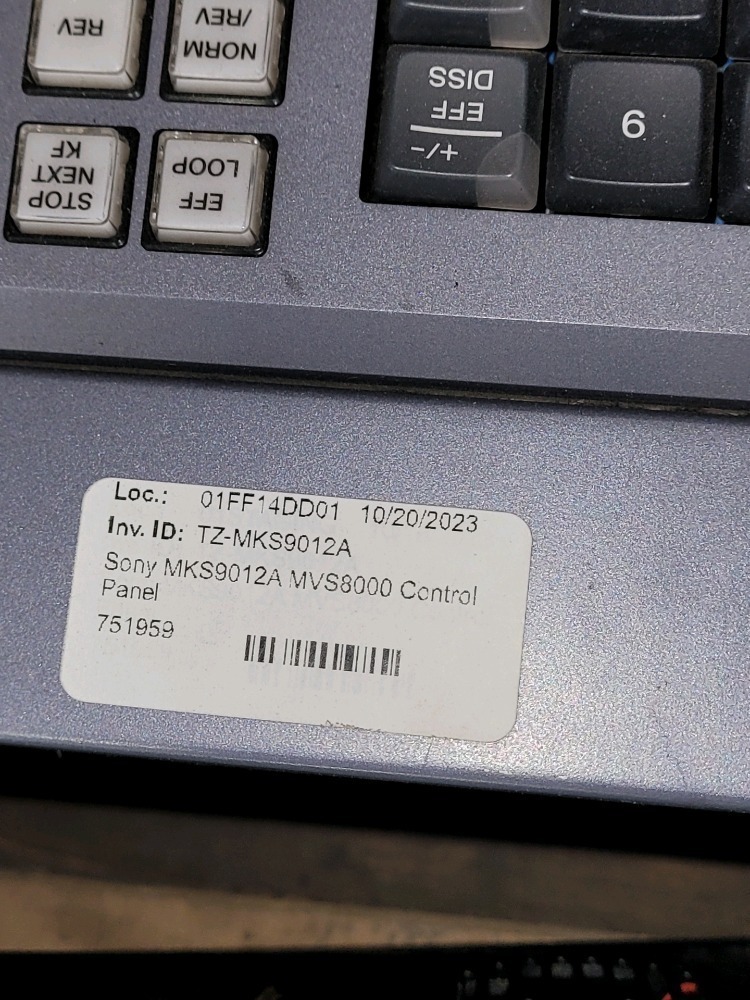 REV
NORM
/REV
+/-
EFF
DISS
9
STOP
NEXT
KF
EFF
LOOP
Loc.: 01FF14DD01 10/20/2023
Inv. ID: TZ-MKS9012A
Sony MKS9012A MVS8000 Control
Panel
751959